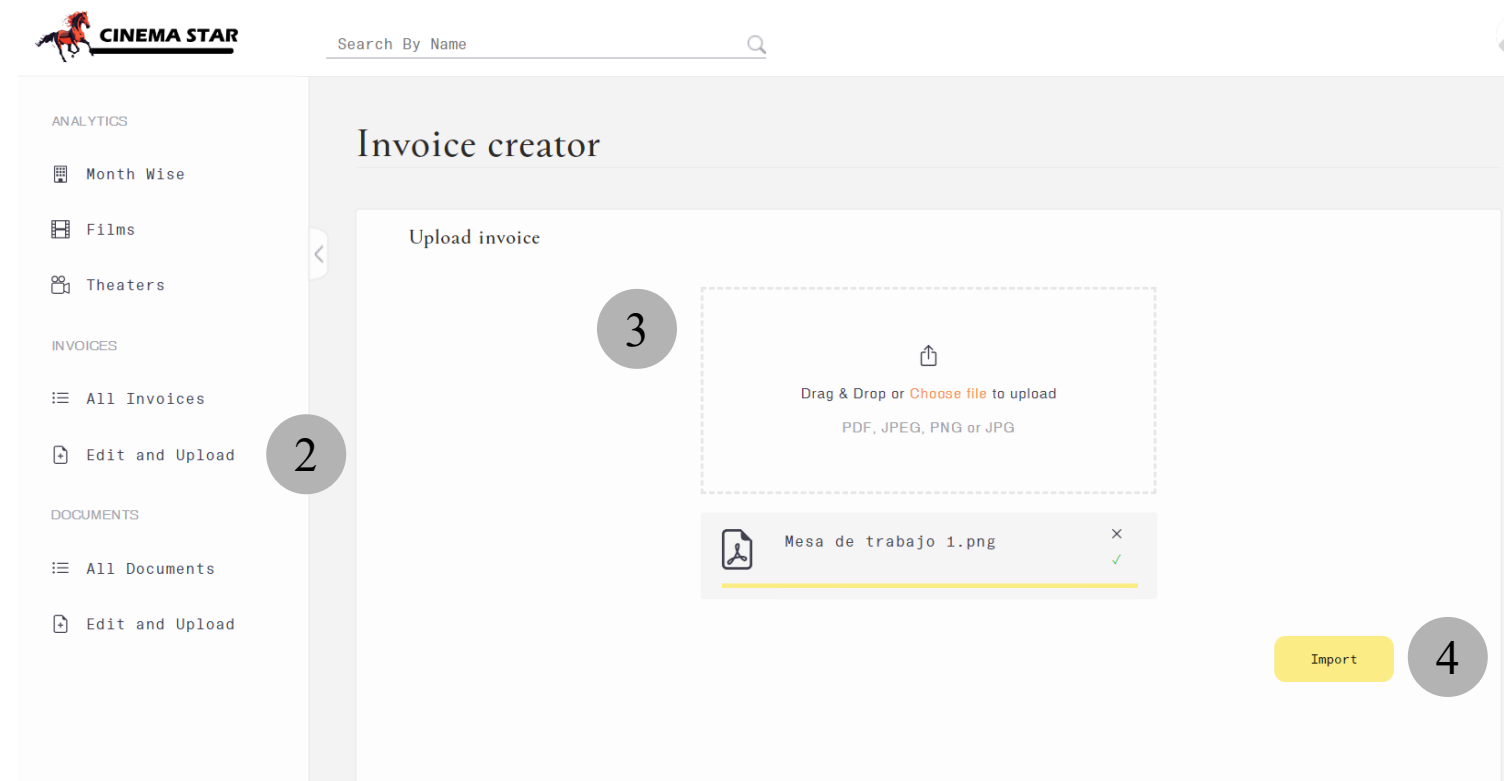 CINEMA STAR
Search By Name
ANALYTICS
Month Wise
Films
Theaters
INVOICES
All Invoices
Edit and Upload
2
DOCUMENTS
All Documents
Edit and Upload
Invoice creator
Upload invoice
3
Drag & Drop or Choose file to upload
PDF, JPEG, PNG or JPG
Mesa de trabajo 1.png
Import
4